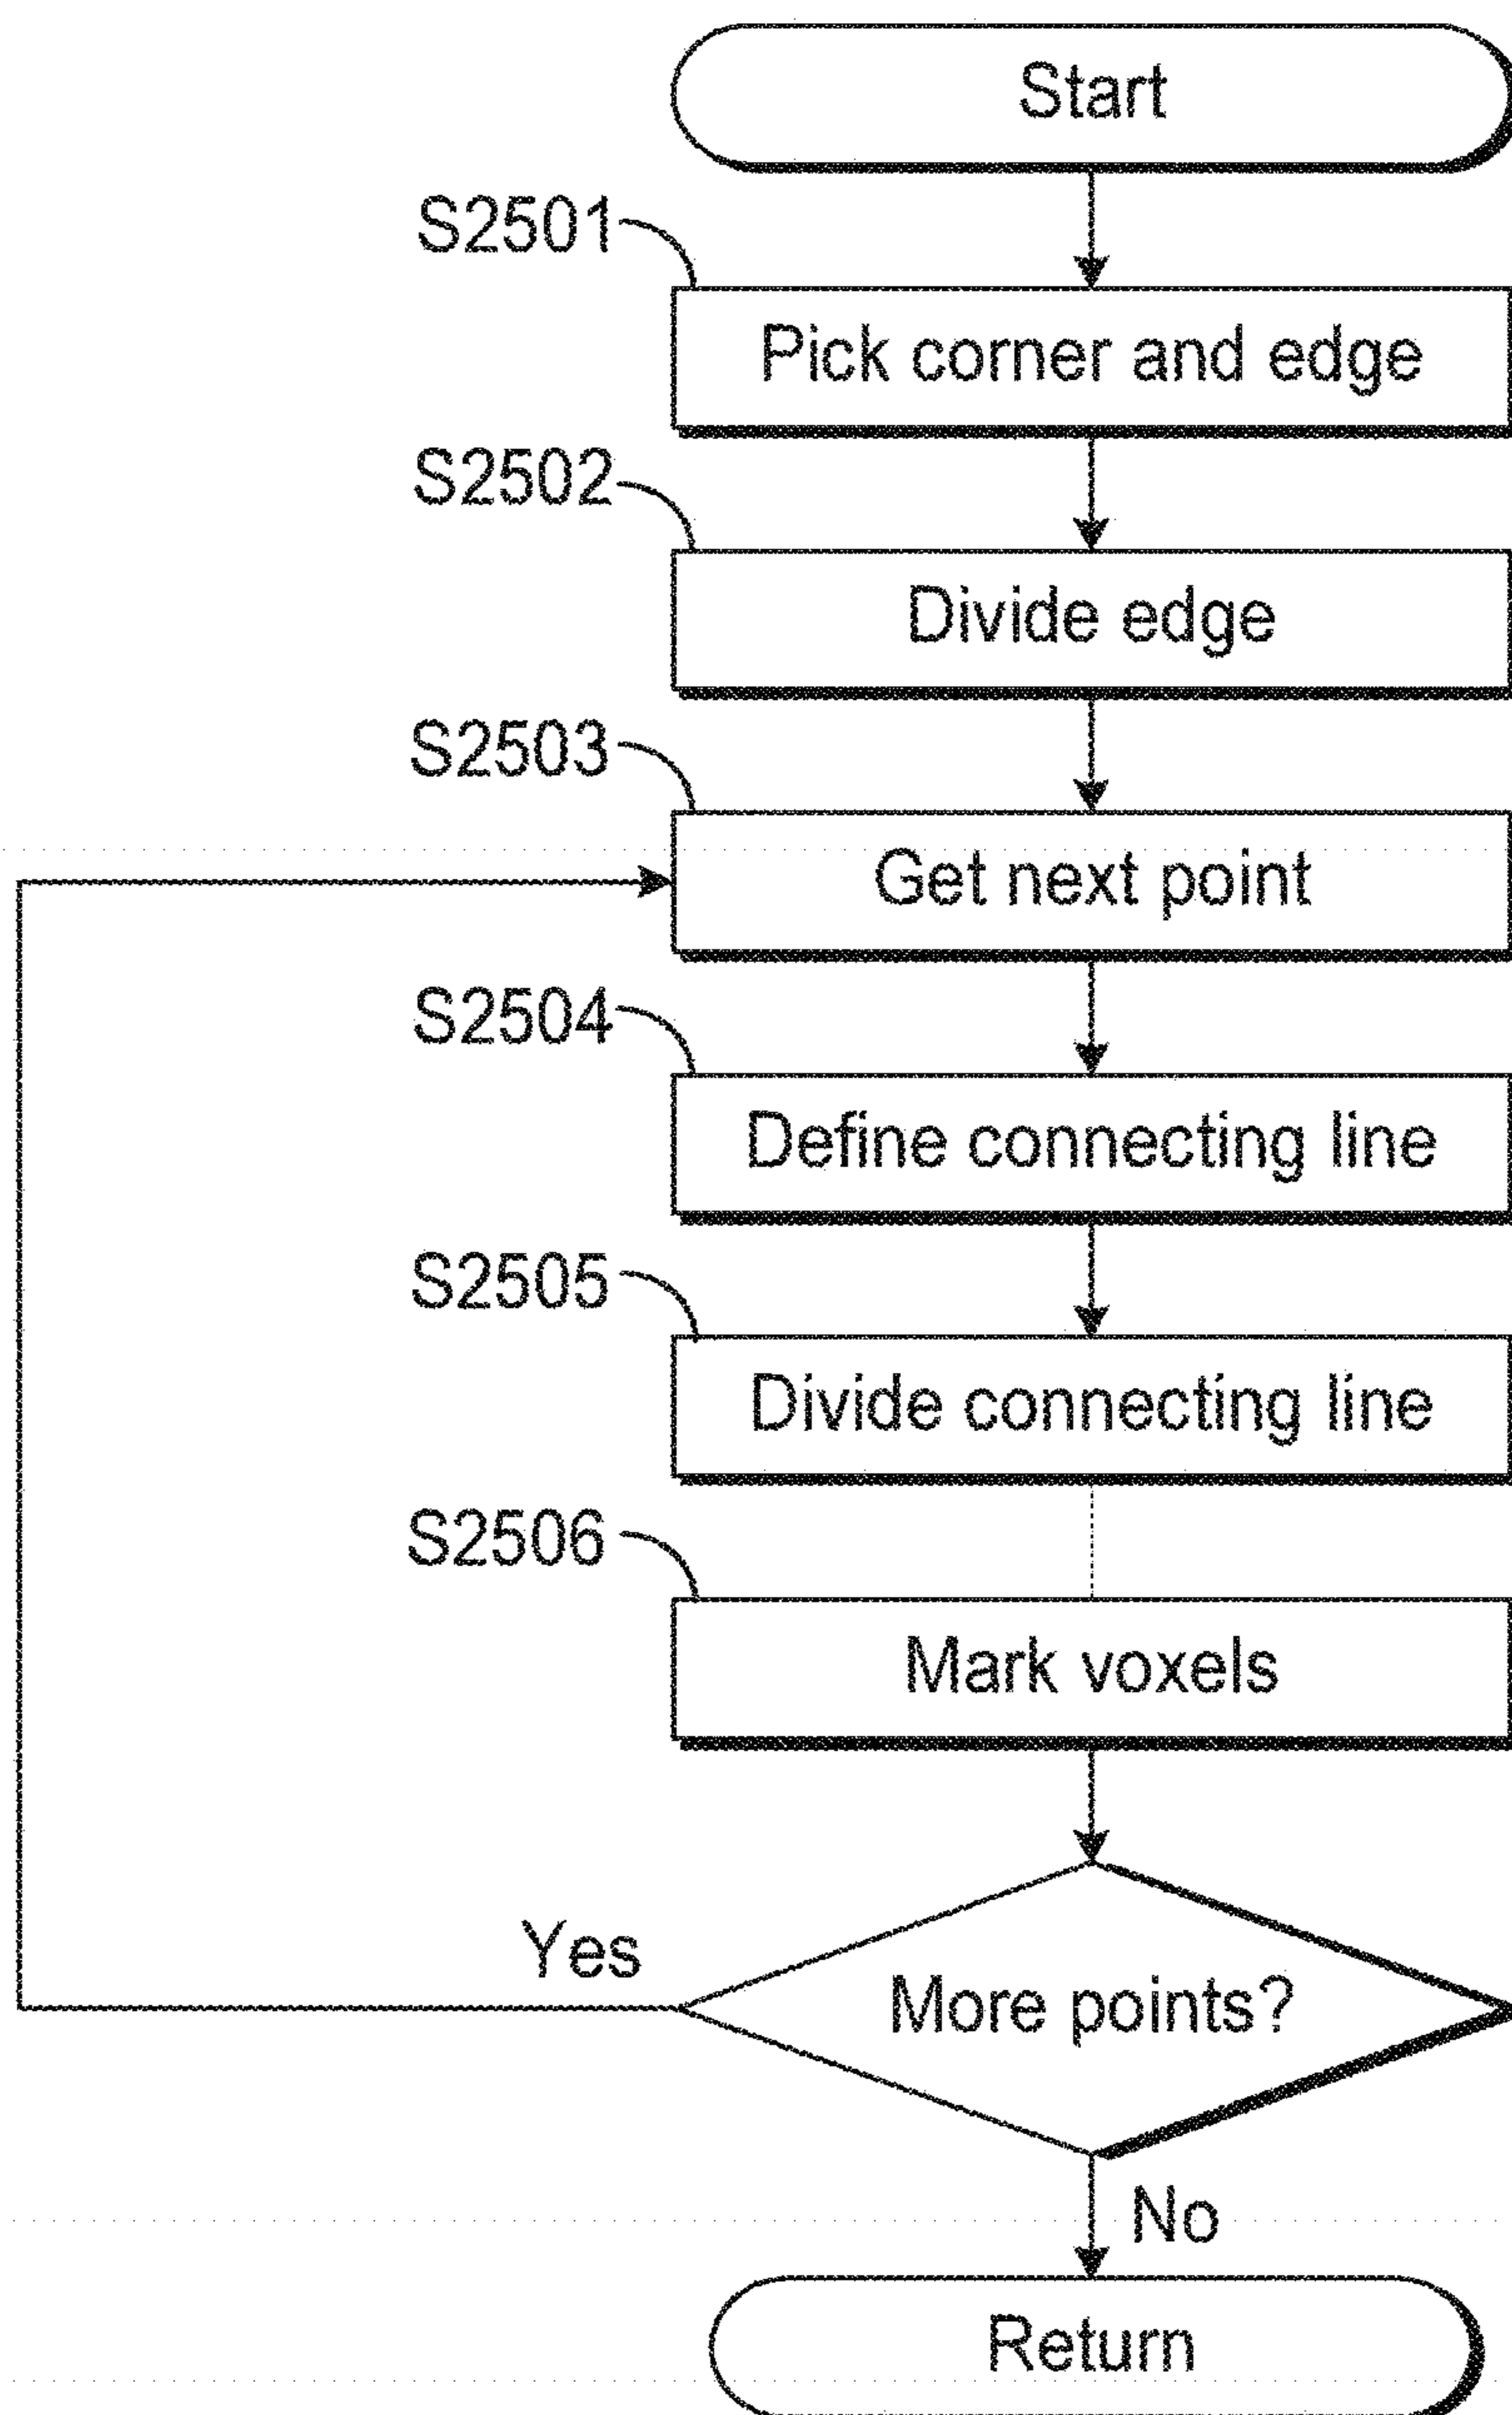 Start
S2501
Pick corner and edge
S2502
Divide edge
S2503
Get next point
S2504
Define connecting line
S2505
Divide connecting line
S2506
Mark voxels
Yes
More points?
No
Return